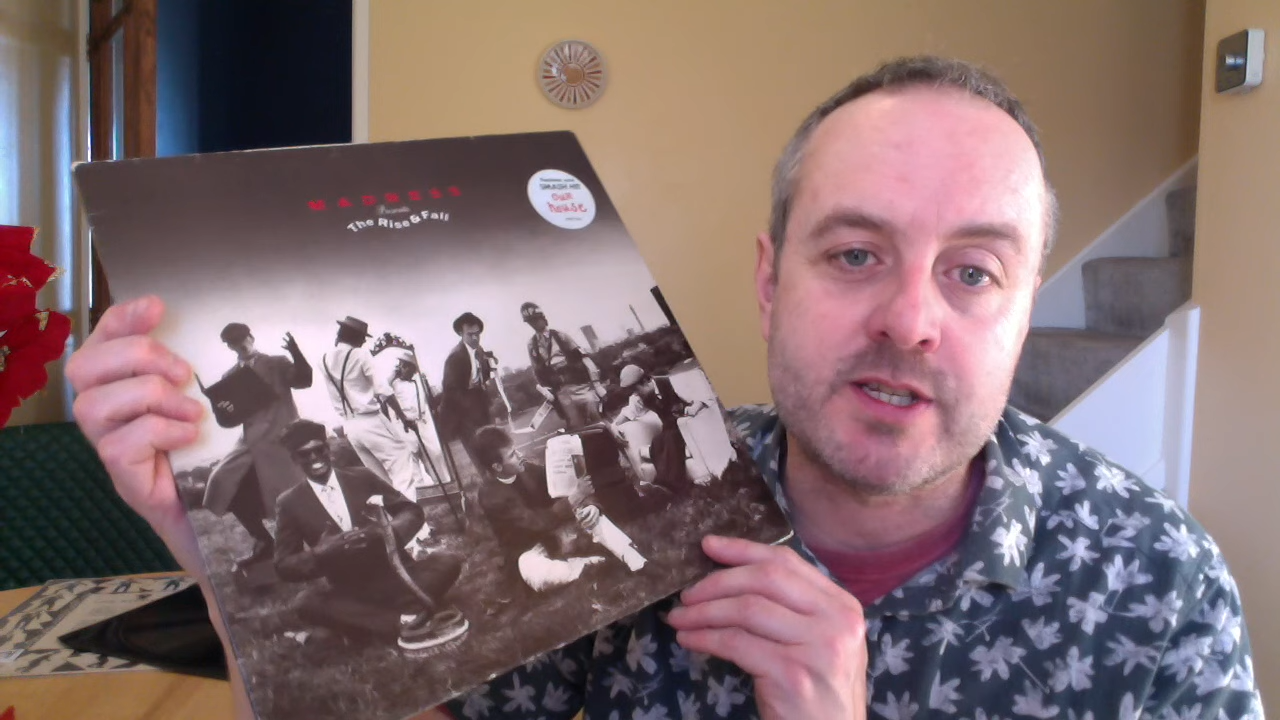 MADNESS
Presents
The Rise & Fall
SMASH HIT
OUR
house